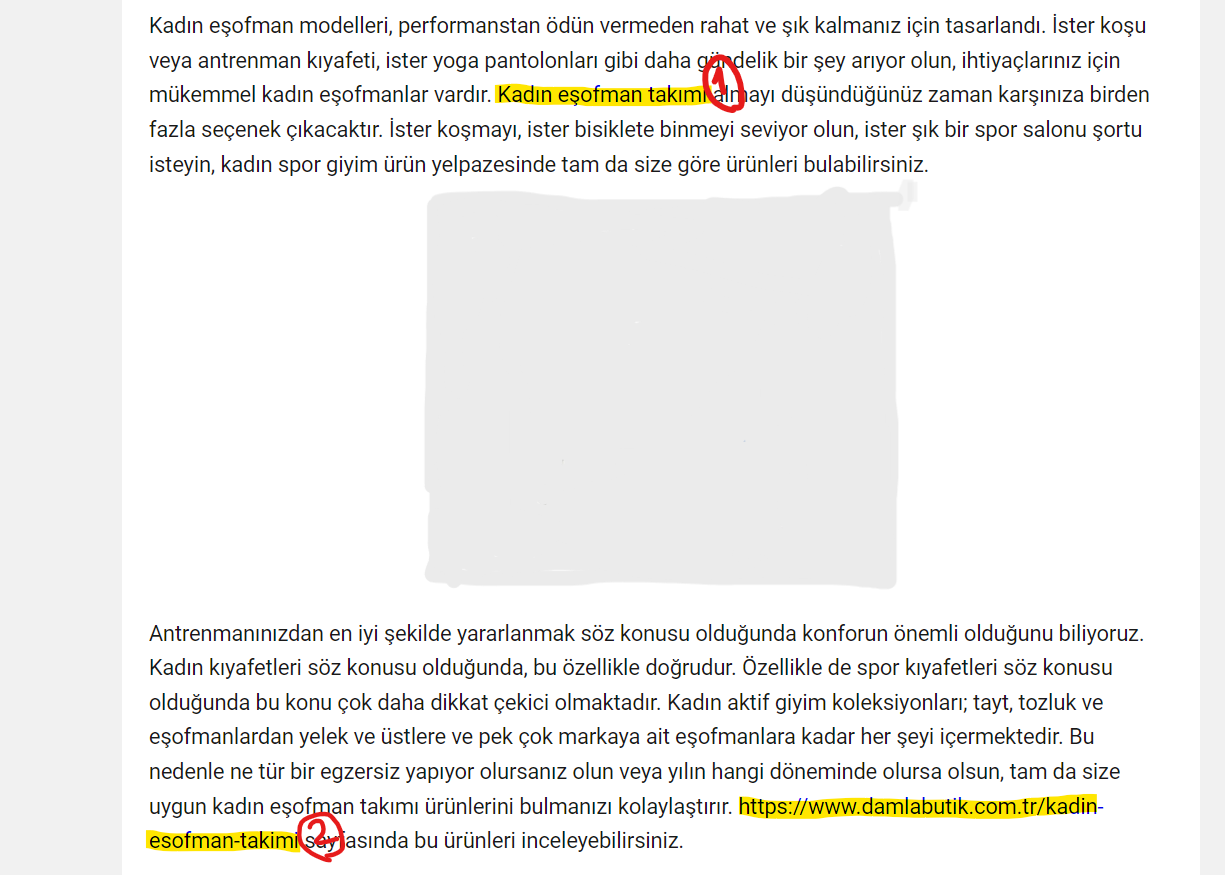 Kadın eşofman modelleri, performanstan ödün vermeden rahat ve şık kalmanız için tasarlandı. İster koşu
veya antrenman kıyafeti, ister yoga pantolonları gibi daha gündelik bir şey arıyor olun, ihtiyaçlarınız için
mükemmel kadın eşofmanlar vardır. Kadın eşofman takımı 1 almayı düşündüğünüz zaman karşınıza birden
fazla seçenek çıkacaktır. İster koşmayı, ister bisiklete binmeyi seviyor olun, ister şık bir spor salonu şortu
isteyin, kadın spor giyim ürün yelpazesinde tam da size göre ürünleri bulabilirsiniz.
Antrenmanınızdan en iyi şekilde yararlanmak söz konusu olduğunda konforun önemli olduğunu biliyoruz.
Kadın kıyafetleri söz konusu olduğunda, bu özellikle doğrudur. Özellikle de spor kıyafetleri söz konusu
olduğunda bu konu çok daha dikkat çekici olmaktadır. Kadın aktif giyim koleksiyonları; tayt, tozluk ve
eşofmanlardan yelek ve üstlere ve pek çok markaya ait eşofmanlara kadar her şeyi içermektedir. Bu
nedenle ne tür bir egzersiz yapıyor olursanız olun veya yılın hangi döneminde olursa olsun, tam da size
uygun kadın eşofman takımı ürünlerini bulmanızı kolaylaştırır. https://www.damlabutik.com.tr/kadin-
esofman-takimi 2 sayfasında bu ürünleri inceleyebilirsiniz.